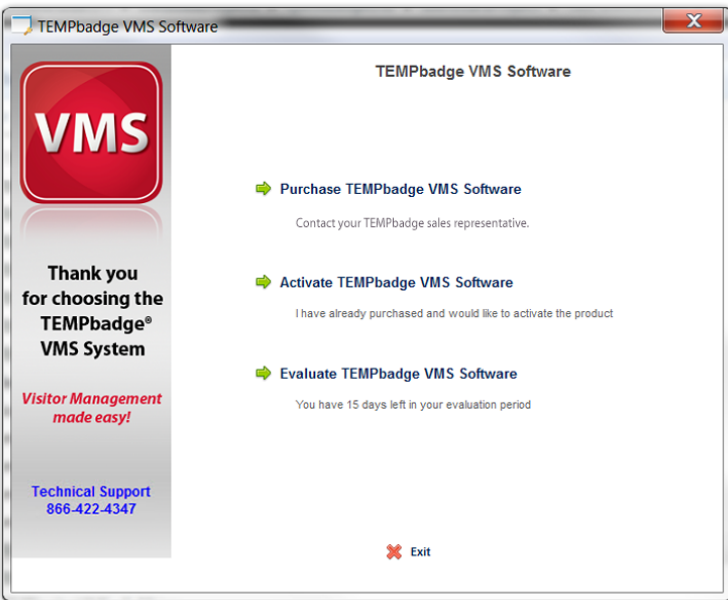 TEMPbadge VMS Software
VMS
Thank you
for choosing the
TEMPbadge®
VMS System
Visitor Management
made easy!
Technical Support
866-422-4347
TEMPbadge VMS Software
Purchase TEMPbadge VMS Software
Contact your TEMPbadge sales representative.
Activate TEMPbadge VMS Software
I have already purchased and would like to activate the product
Evaluate TEMPbadge VMS Software
You have 15 days left in your evaluation period
Exit